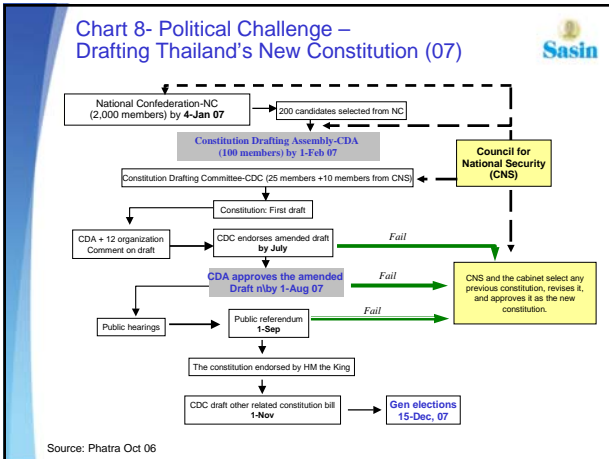 Chart 8- Political Challenge –
Drafting Thailand's New Constitution (07)
Sasin
National Confederation-NC
(2,000 members) by 4-Jan 07
200 candidates selected from NC
Constitution Drafting Assembly-CDA
(100 members) by 1-Feb 07
Council for
National Security
(CNS)
Constitution Drafting Committee-CDC (25 members +10 members from CNS)
Constitution: First draft
CDA + 12 organization
Comment on draft
CDC endorses amended draft
by July
Fail
CDA approves the amended
Draft n\by 1-Aug 07
Fail
CNS and the cabinet select any
previous constitution, revises it,
and approves it as the new
constitution.
Public hearings
Public referendum
1-Sep
Fail
The constitution endorsed by HM the King
CDC draft other related constitution bill
1-Nov
Gen elections
15-Dec, 07
Source: Phatra Oct 06